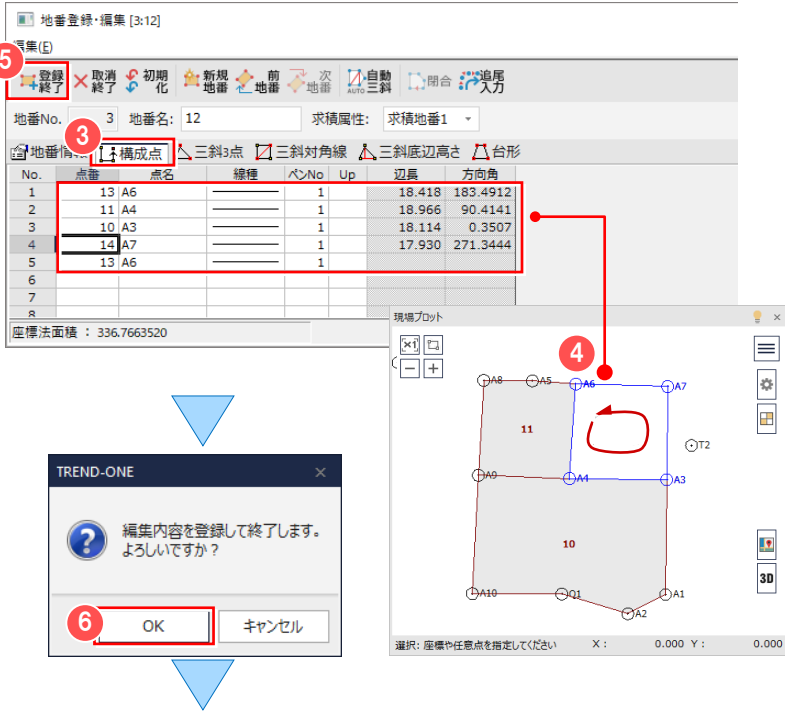 地番登録・編集 [3:12]
編集(E)
5
登録終了 取消終了 初期化 新規地番 前地番 次地番 AUTO 自動三斜 閉合 追尾入力
地番No. 3 地番名: 12 求積属性: 求積地番1
3
地番情報 構成点 三斜3点 三斜対角線 三斜底辺高さ 台形
No. 点番 点名 線種 ペンNo Up 辺長 方向角
1 13 A6 1 18.418 183.4912
2 11 A4 1 18.966 90.4141
3 10 A3 1 18.114 0.3507
4 14 A7 1 17.930 271.3444
5 13 A6 1
6
7
8
座標法面積 : 336.7663520
現場プロット
×1
4
A8 A5 A6 A7
11
T2
A9 A4 A3
10
3D
A10 Q1 A1
A2
選択: 座標や任意点を指定してください X : 0.000 Y : 0.000
TREND-ONE
編集内容を登録して終了します。
よろしいですか？
6
OK キャンセル